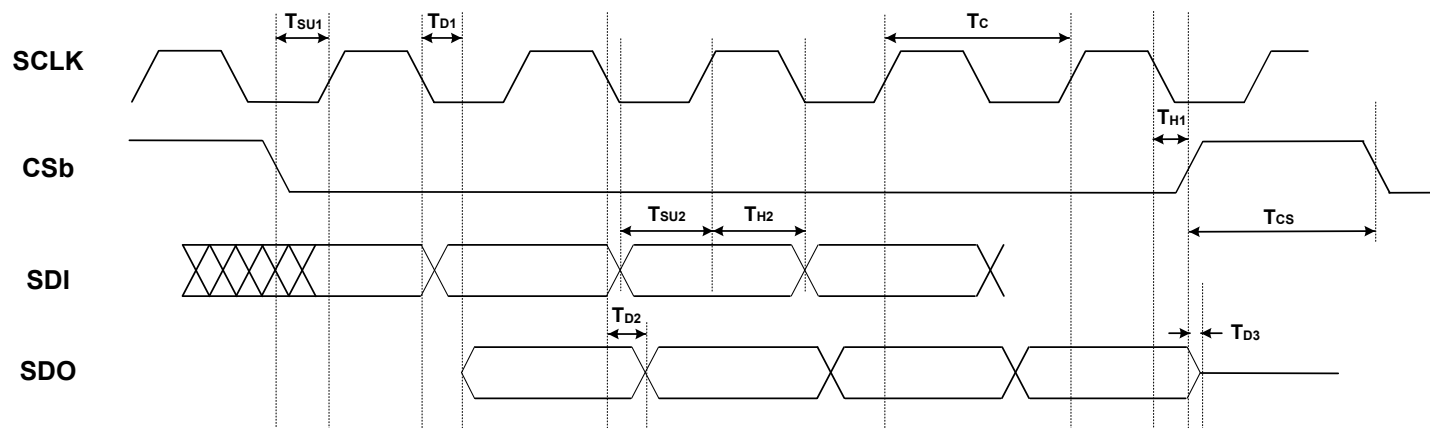 TSU1 TD1 TC
SCLK
TH1
CSb
TSU2 TH2 TCS
SDI
TD2 TD3
SDO